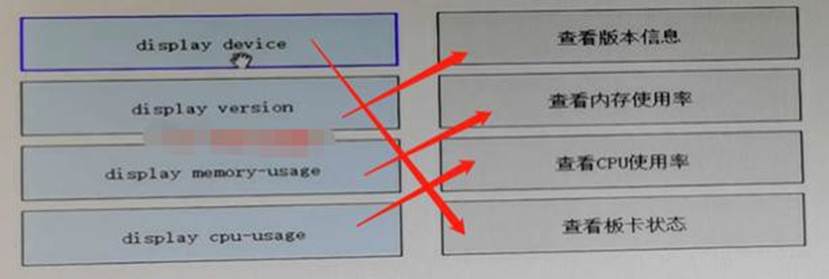 display device
查看版本信息
display version
查看内存使用率
display memory-usage
查看CPU使用率
display cpu-usage
查看板卡状态